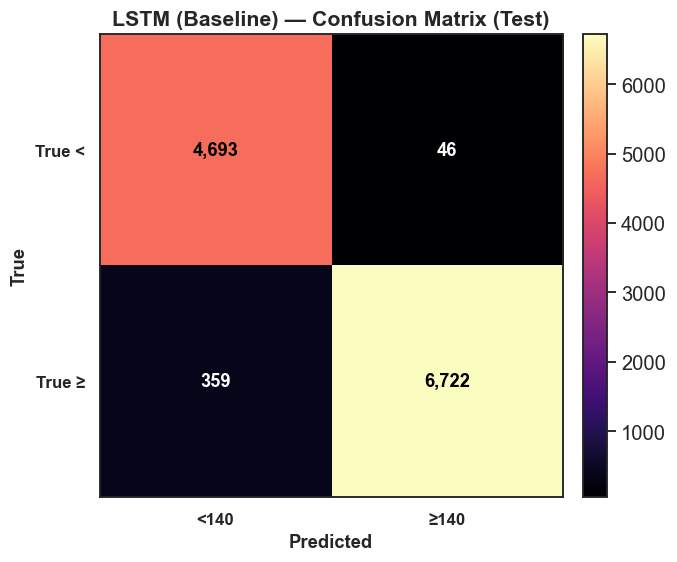 LSTM (Baseline) — Confusion Matrix (Test)
True <
4,693
46
True ≥
359
6,722
<140
≥140
Predicted
True
6000
5000
4000
3000
2000
1000